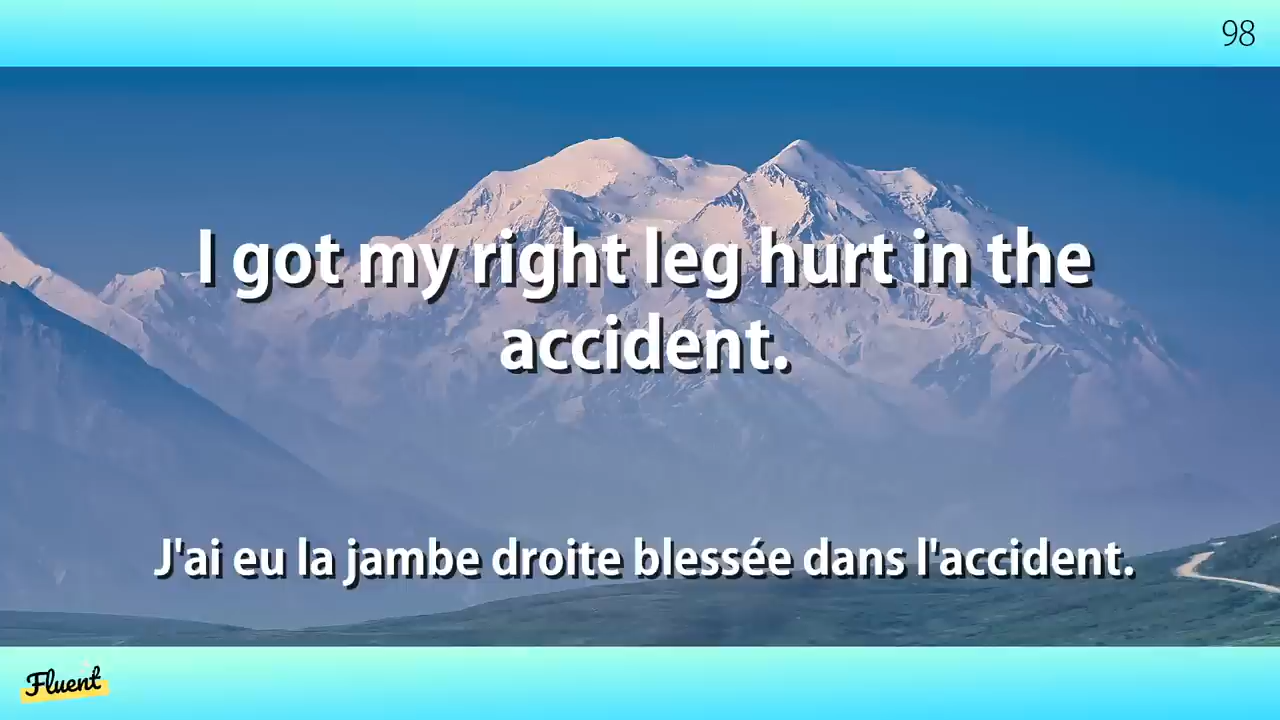 98
I got my right leg hurt in the
accident.
J'ai eu la jambe droite blessée dans l'accident.
Fluent